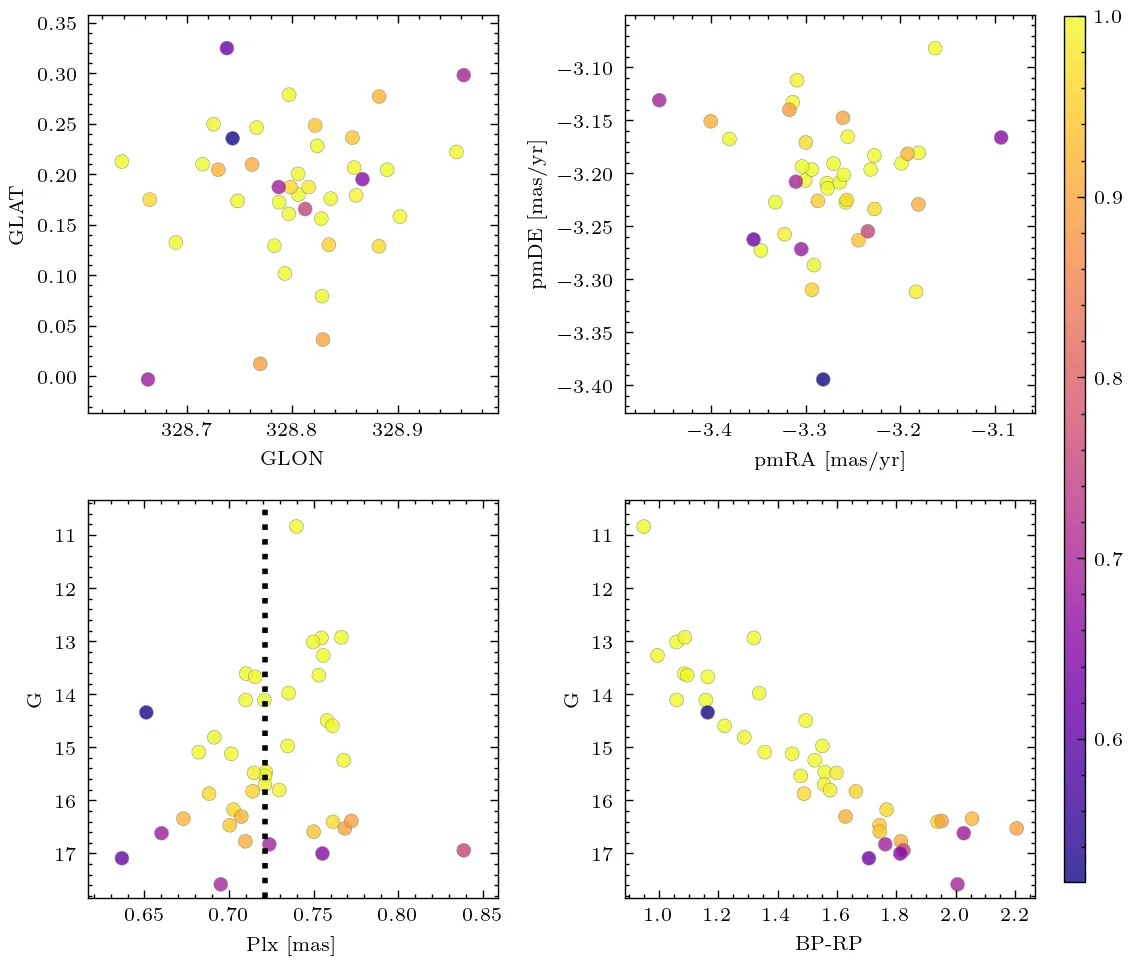 0.35
0.30
0.25
0.20
0.15
0.10
0.05
0.00
GLAT
328.7 328.8 328.9
GLON
−3.10
−3.15
−3.20
−3.25
−3.30
−3.35
−3.40
pmDE [mas/yr]
−3.4 −3.3 −3.2 −3.1
pmRA [mas/yr]
1.0
0.9
0.8
0.7
0.6
11
12
13
14
15
16
17
G
0.65 0.70 0.75 0.80 0.85
Plx [mas]
11
12
13
14
15
16
17
G
1.0 1.2 1.4 1.6 1.8 2.0 2.2
BP-RP